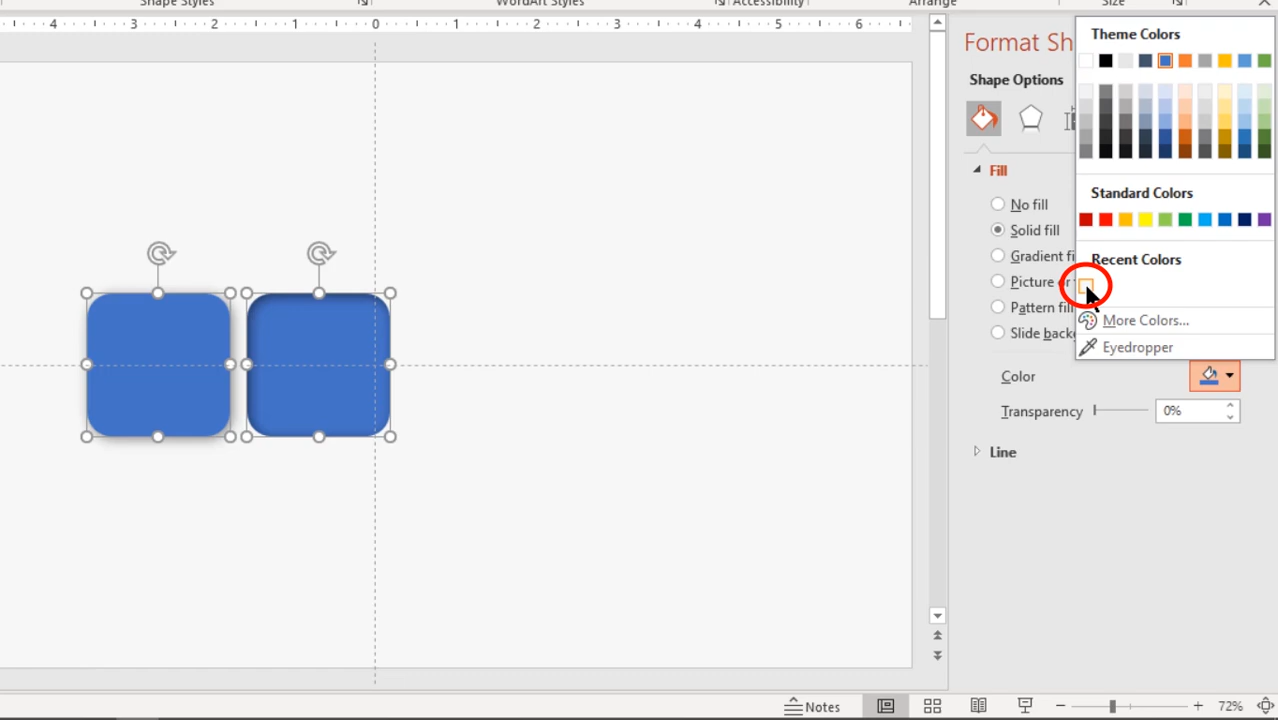 Shape Styles WordArt Styles Accessibility Arrange Size
4 3 2 1 0 1 2 3 4 5 6
Format Sh
Theme Colors
Shape Options
Fill
Standard Colors
No fill
Solid fill
Gradient fi
Recent Colors
Picture or
Pattern fill
More Colors...
Slide back
Eyedropper
Color
Transparency 0%
Line
Notes 72%